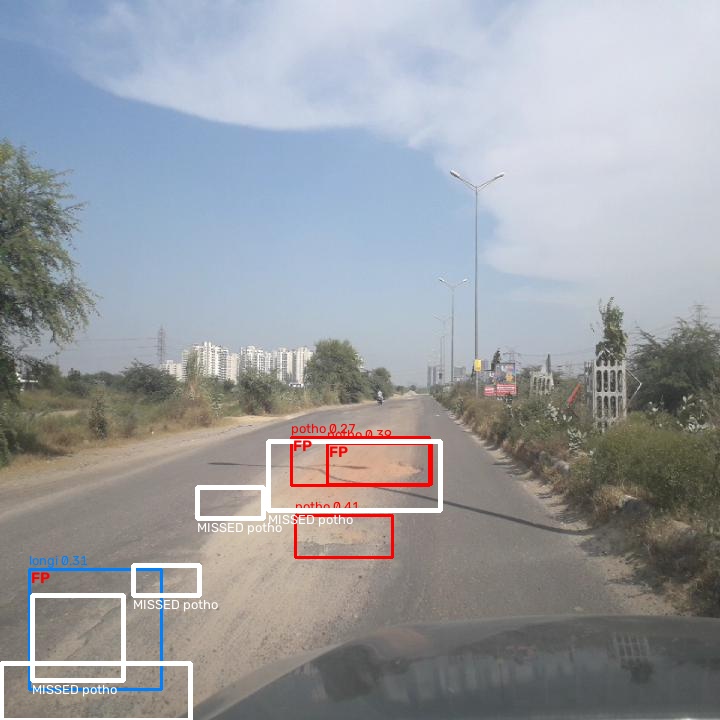 potho 0.27
potho 0.39
FP
FP
MISSED potho
MISSED potho
potho 0.41
longi 0.31
FP
MISSED potho
MISSED potho